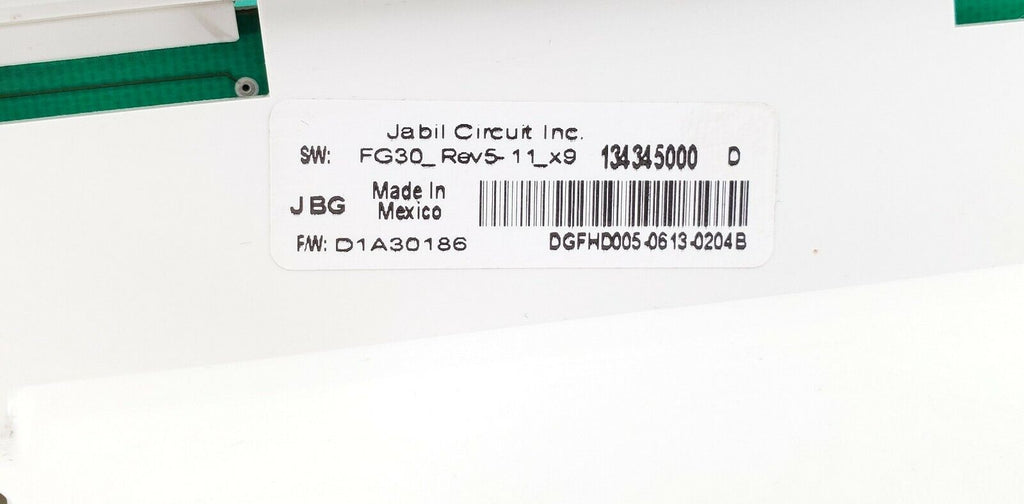 Jabil Circuit Inc.
S/W: FG30_Rev5-11_x9 134345000 D
JBG Made In
Mexico
F/W: D1A30186 DGFHD005-0613-0204B